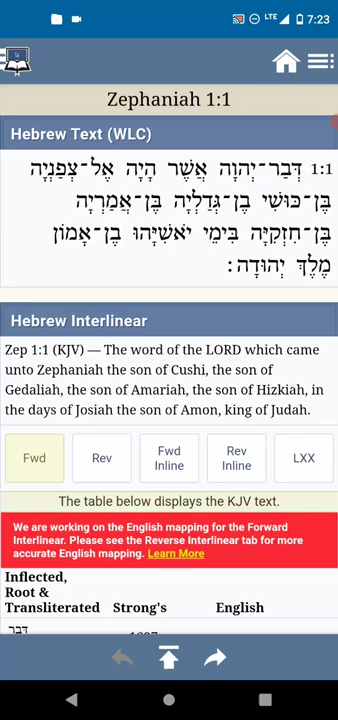 LTE 7:23
Zephaniah 1:1
Hebrew Text (WLC)
1:1 דְּבַר־יְהוָה אֲשֶׁר הָיָה אֶל־צְפַנְיָה
בֶּן־כּוּשִׁי בֶן־גְּדַלְיָה בֶּן־אֲמַרְיָה
בֶּן־חִזְקִיָּה בִּימֵי יֹאשִׁיָּהוּ בֶן־אָמוֹן
מֶלֶךְ יְהוּדָה׃
Hebrew Interlinear
Zep 1:1 (KJV) — The word of the LORD which came
unto Zephaniah the son of Cushi, the son of
Gedaliah, the son of Amariah, the son of Hizkiah, in
the days of Josiah the son of Amon, king of Judah.
Fwd Rev Fwd Inline Rev Inline LXX
The table below displays the KJV text.
We are working on the English mapping for the Forward
Interlinear. Please see the Reverse Interlinear tab for more
accurate English mapping. Learn More
Inflected,
Root &
Transliterated Strong's English